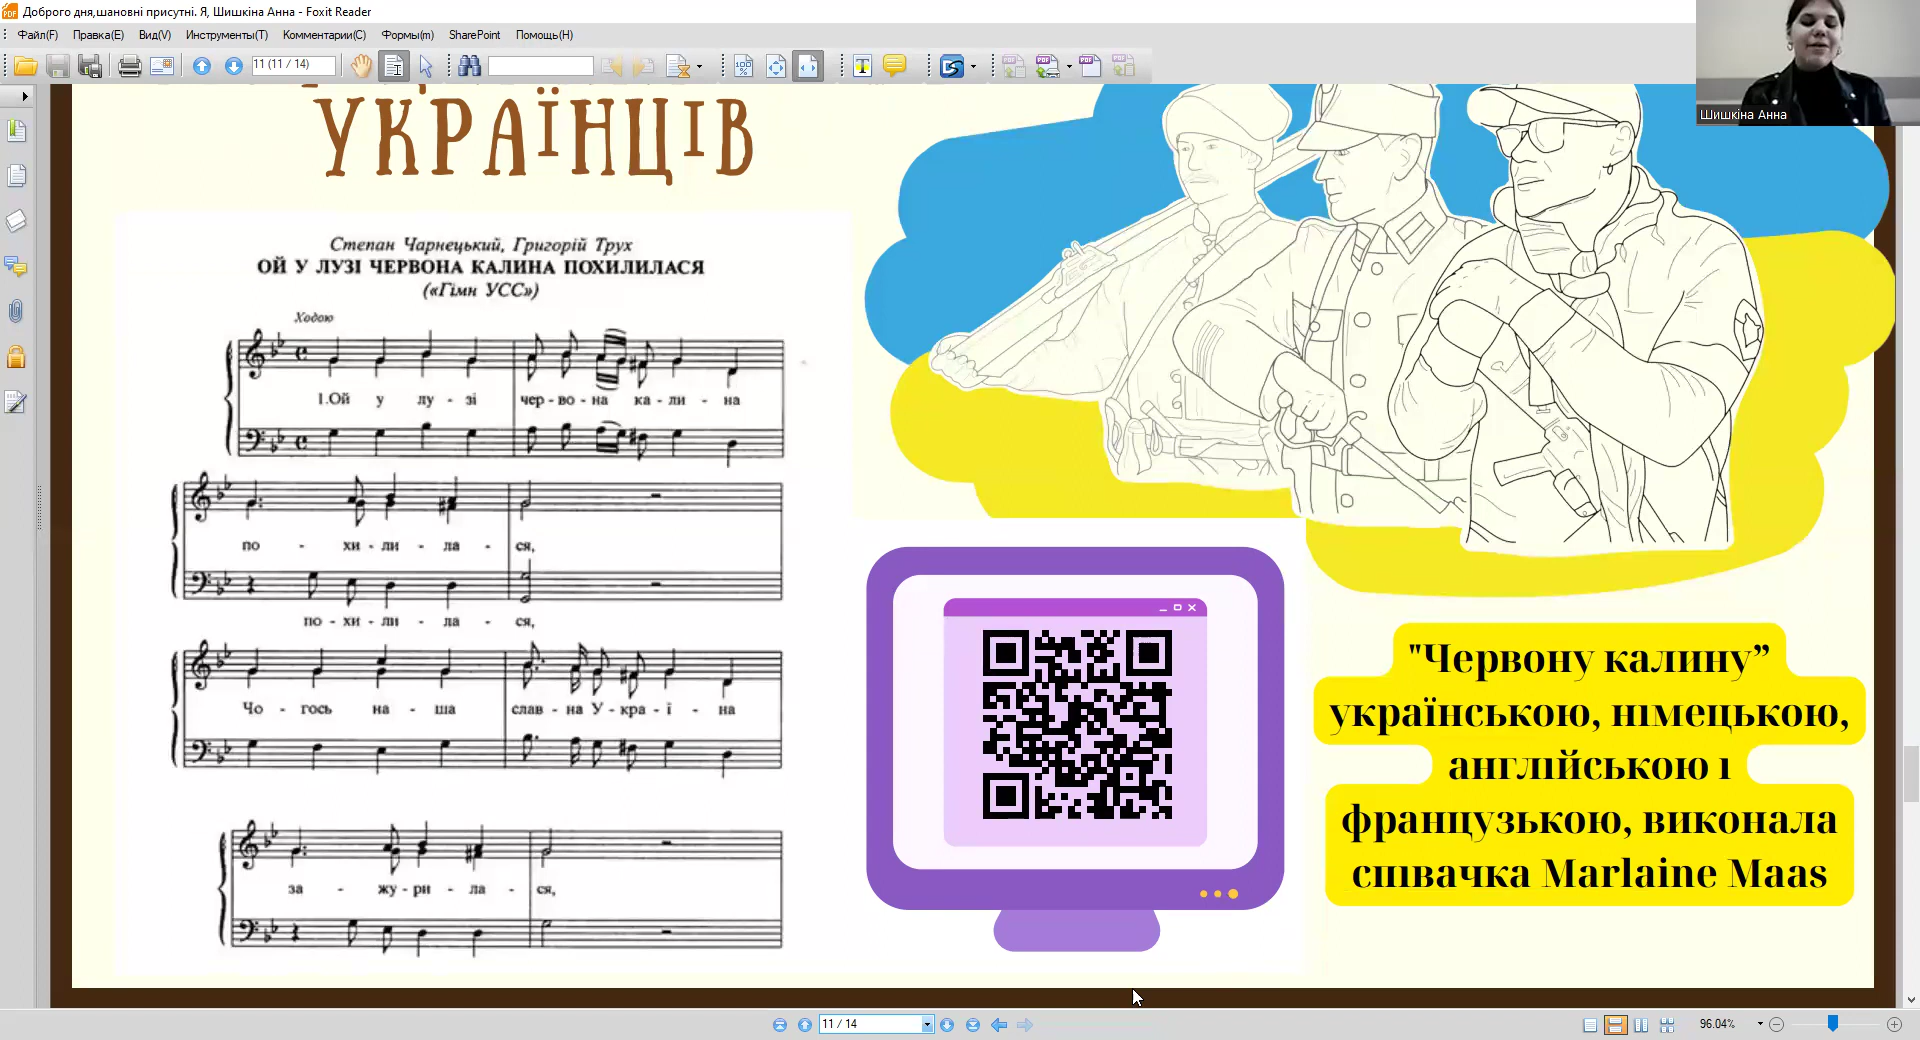 Доброго дня,шановні присутні. Я, Шишкіна Анна - Foxit Reader
Файл(F) Правка(E) Вид(V) Инструменты(T) Комментарии(C) Формы(m) SharePoint Помощь(H)
11 (11 / 14)
Шишкіна Анна
УКРАЇНЦІВ
Степан Чарнецький, Григорій Трух
ОЙ У ЛУЗІ ЧЕРВОНА КАЛИНА ПОХИЛИЛАСЯ
(«Гімн УСС»)
Ходою
1.Ой у лу - зі чер - во - на ка - ли - на
по - хи - ли - ла - ся,
по - хи - ли - ла - ся,
Чо - гось на - ша слав - на У - кра - ї - на
за - жу - ри - ла - ся,
"Червону калину”
українською, німецькою,
англійською і
французькою, виконала
співачка Marlaine Maas
11 / 14
96.04%